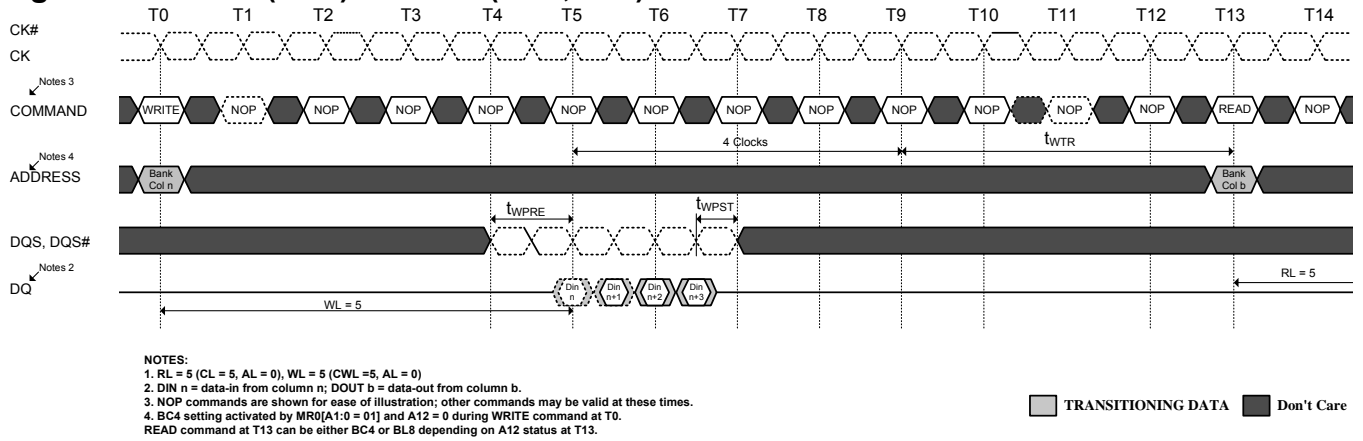 T0 T1 T2 T3 T4 T5 T6 T7 T8 T9 T10 T11 T12 T13 T14
CK#
CK
Notes 3
COMMAND
WRITE NOP NOP NOP NOP NOP NOP NOP NOP NOP NOP NOP NOP READ NOP
4 Clocks tWTR
Notes 4
ADDRESS
Bank Col n
Bank Col b
tWPRE tWPST
DQS, DQS#
Notes 2
DQ
Din n
Din n+1
Din n+2
Din n+3
RL = 5
WL = 5
NOTES:
1. RL = 5 (CL = 5, AL = 0), WL = 5 (CWL =5, AL = 0)
2. DIN n = data-in from column n; DOUT b = data-out from column b.
3. NOP commands are shown for ease of illustration; other commands may be valid at these times.
4. BC4 setting activated by MR0[A1:0 = 01] and A12 = 0 during WRITE command at T0.
READ command at T13 can be either BC4 or BL8 depending on A12 status at T13.
TRANSITIONING DATA Don't Care